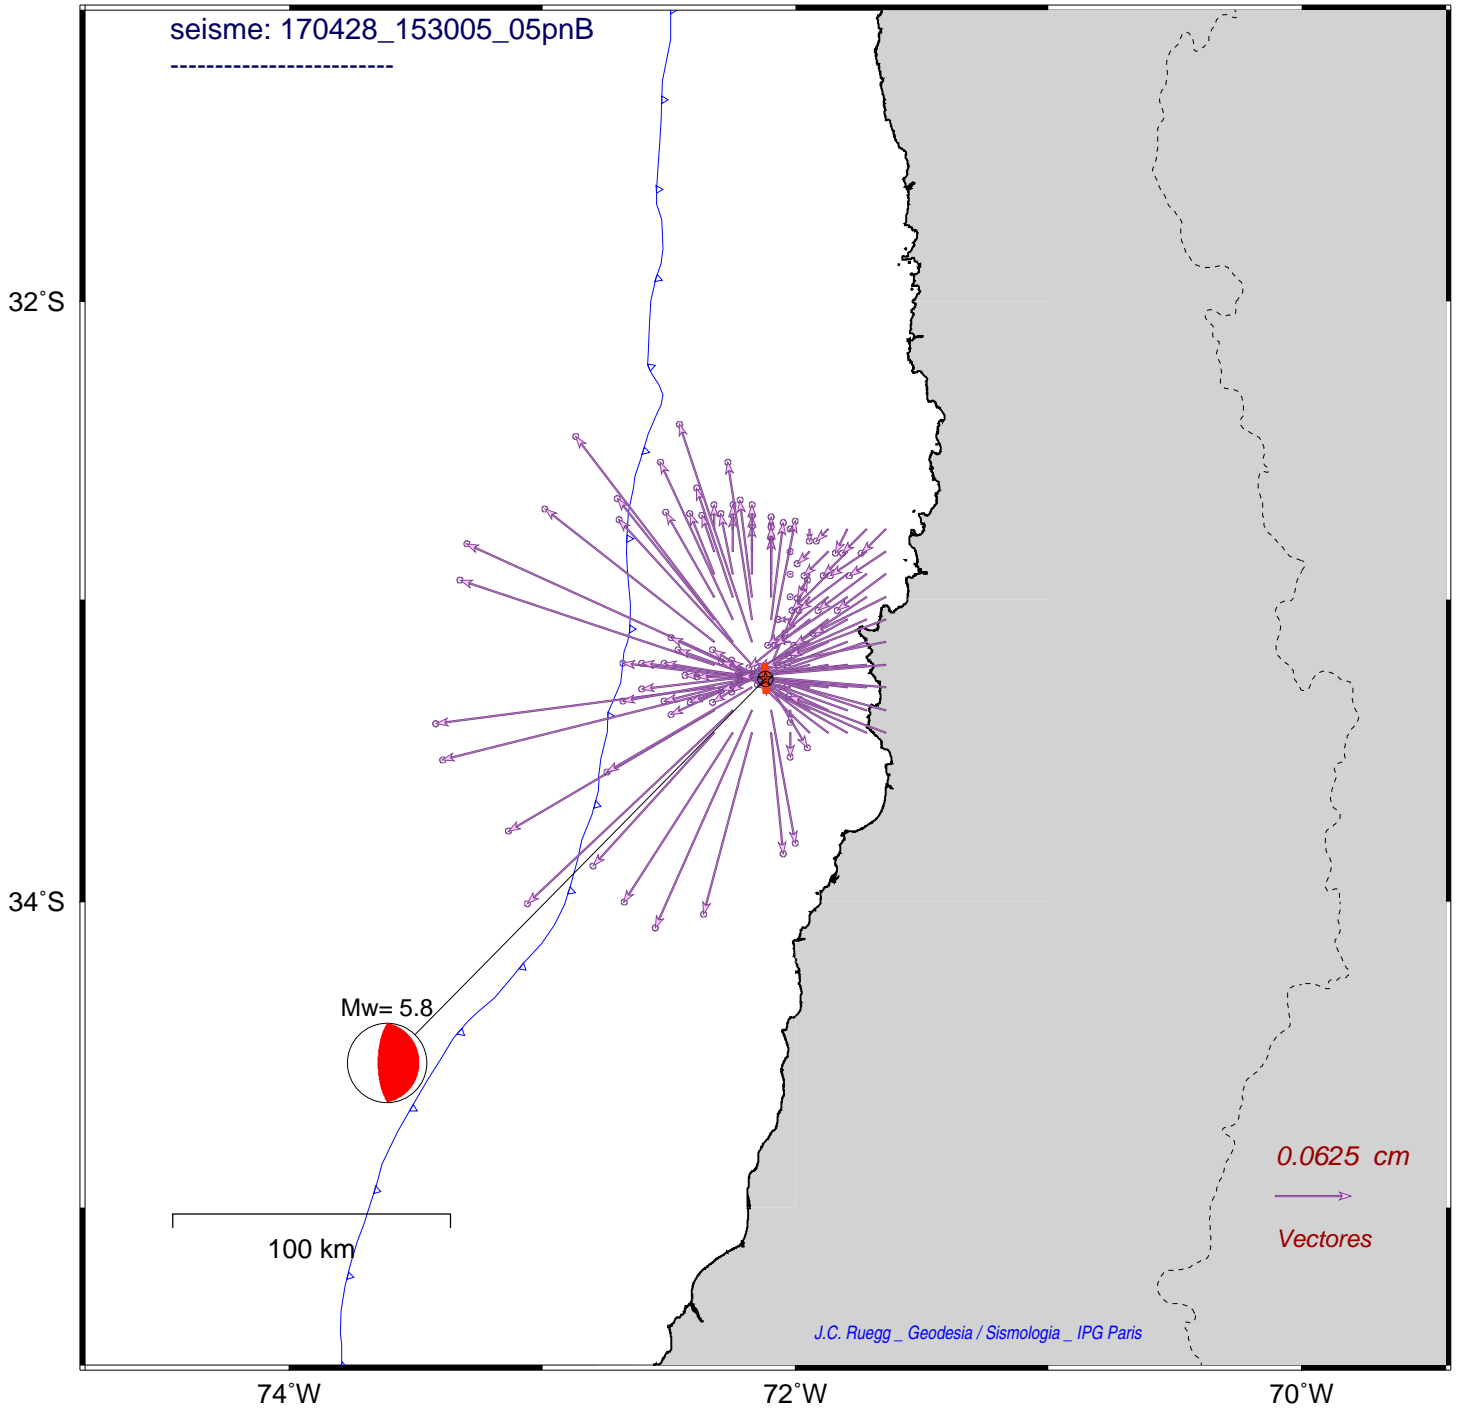 seisme: 170428_153005_05pnB
-------------------------
32°S
34°S
Mw= 5.8
0.0625 cm
Vectores
100 km
J.C. Ruegg _ Geodesia / Sismologia _ IPG Paris
74°W
72°W
70°W